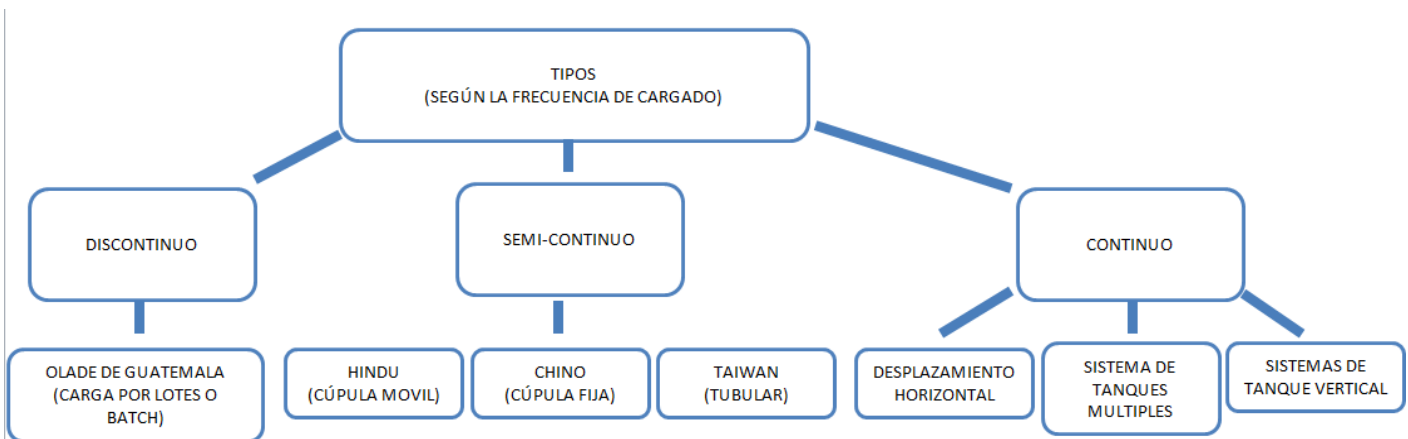 TIPOS
(SEGÚN LA FRECUENCIA DE CARGADO)
DISCONTINUO
SEMI-CONTINUO
CONTINUO
OLADE DE GUATEMALA
(CARGA POR LOTES O
BATCH)
HINDU
(CÚPULA MOVIL)
CHINO
(CÚPULA FIJA)
TAIWAN
(TUBULAR)
DESPLAZAMIENTO
HORIZONTAL
SISTEMA DE
TANQUES
MULTIPLES
SISTEMAS DE
TANQUE VERTICAL